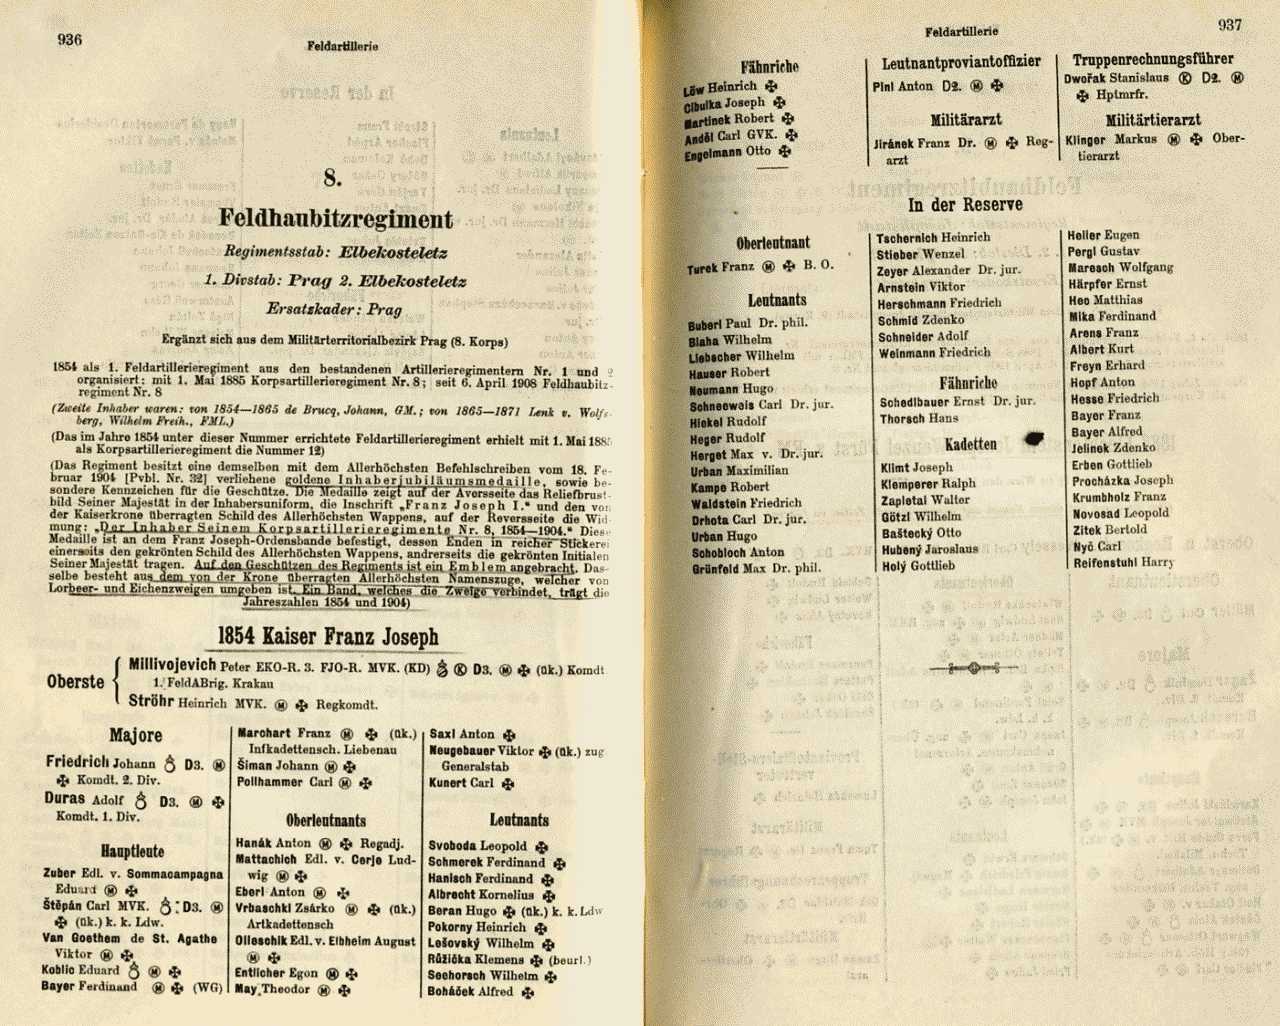 936
Feldartillerie
8.
Feldhaubitzregiment
Regimentsstab: Elbekosteletz
1. Divstab: Prag 2. Elbekosteletz
Ersatzkader: Prag
Ergänzt sich aus dem Militärterritorialbezirk Prag (8. Korps)
1854 als 1. Feldartillerieregiment aus den bestandenen Artillerieregimentern Nr. 1 und 2
organisiert; mit 1. Mai 1885 Korpsartillerieregiment Nr. 8; seit 6. April 1908 Feldhaubitz-
regiment Nr. 8
(Zweite Inhaber waren: von 1854—1865 de Brucq, Johann, GM.; von 1865—1871 Lenk v. Wolfs-
berg, Wilhelm Freih., FML.)
(Das im Jahre 1854 unter dieser Nummer errichtete Feldartillerieregiment erhielt mit 1. Mai 1885
als Korpsartillerieregiment die Nummer 12)
(Das Regiment besitzt eine demselben mit dem Allerhöchsten Befehlschreiben vom 18. Fe-
bruar 1904 [Pvbl. Nr. 32] verliehene goldene Inhaberjubiläumsmedaille, sowie be-
sondere Kennzeichen für die Geschütze. Die Medaille zeigt auf der Aversseite das Reliefbrust-
bild Seiner Majestät in der Inhabersuniform, die Inschrift „Franz Joseph I.“ und den von
der Kaiserkrone überragten Schild des Allerhöchsten Wappens, auf der Reversseite die Wid-
mung: „Der Inhaber Seinem Korpsartillerieregimente Nr. 8, 1854—1904.“ Diese
Medaille ist an dem Franz Joseph-Ordensbande befestigt, dessen Enden in reicher Stickerei
einerseits den gekrönten Schild des Allerhöchsten Wappens, andrerseits die gekrönten Initialen
Seiner Majestät tragen. Auf den Geschützen des Regiments ist ein Emblem angebracht. Das-
selbe besteht aus dem von der Krone überragten Allerhöchsten Namenszuge, welcher von
Lorbeer- und Eichenzweigen umgeben ist. Ein Band, welches die Zweige verbindet, trägt die
Jahreszahlen 1854 und 1904)
1854 Kaiser Franz Joseph
Oberste
Millivojevich Peter EKO-R. 3. FJO-R. MVK. (KD) Ⓚ D3. Ⓜ ✠ (ük.) Komdt
1. FeldABrig. Krakau
Ströhr Heinrich MVK. Ⓜ ✠ Regkomdt.
Majore
Friedrich Johann D3. Ⓜ
✠ Komdt. 2. Div.
Duras Adolf D3. Ⓜ ✠
Komdt. 1. Div.
Hauptleute
Zuber Edl. v. Sommacampagna
Eduard Ⓜ ✠
Štěpán Carl MVK. D3. Ⓜ
✠ (ük.) k. k. Ldw.
Van Goethem de St. Agathe
Viktor Ⓜ ✠
Koblic Eduard Ⓜ ✠
Bayer Ferdinand Ⓜ ✠ (WG)
Marchart Franz Ⓜ ✠ (ük.)
Infkadettensch. Liebenau
Šiman Johann Ⓜ ✠
Pollhammer Carl Ⓜ ✠
Oberleutnants
Hanák Anton Ⓜ ✠ Regadj.
Mattachich Edl. v. Cerje Lud-
wig Ⓜ ✠
Eberl Anton Ⓜ ✠
Vrbaschki Zsárko Ⓜ ✠ (ük.)
Artkadettensch
Olleschik Edl. v. Elbheim August
Ⓜ ✠
Entlicher Egon Ⓜ ✠
May Theodor Ⓜ ✠
Saxl Anton ✠
Neugebauer Viktor ✠ (ük.) zug
Generalstab
Kunert Carl ✠
Leutnants
Svoboda Leopold ✠
Schmerek Ferdinand ✠
Hanisch Ferdinand ✠
Albrecht Kornelius ✠
Beran Hugo ✠ (ük.) k. k. Ldw
Pokorny Heinrich ✠
Lešovský Wilhelm ✠
Růžička Klemens ✠ (beurl.)
Seehorsch Wilhelm ✠
Boháček Alfred ✠
937
Feldartillerie
Fähnriche
Löw Heinrich ✠
Cibulka Joseph ✠
Martinek Robert ✠
Anděl Carl GVK. ✠
Engelmann Otto ✠
Leutnantproviantoffizier
Pini Anton D2. Ⓜ ✠
Militärarzt
Jiránek Franz Dr. Ⓜ ✠ Reg-
arzt
Truppenrechnungsführer
Dwořak Stanislaus Ⓚ D2. Ⓜ
✠ Hptmrfr.
Militärtierarzt
Klinger Markus Ⓜ ✠ Ober-
tierarzt
In der Reserve
Oberleutnant
Turek Franz Ⓜ ✠ B. O.
Leutnants
Buberl Paul Dr. phil.
Blaha Wilhelm
Liebscher Wilhelm
Hauser Robert
Neumann Hugo
Schneeweis Carl Dr. jur.
Hickel Rudolf
Heger Rudolf
Herget Max v. Dr. jur.
Urban Maximilian
Kampe Robert
Waldstein Friedrich
Drhota Carl Dr. jur.
Urban Hugo
Schobloch Anton
Grünfeld Max Dr. phil.
Tschernich Heinrich
Stieber Wenzel
Zeyer Alexander Dr. jur.
Arnstein Viktor
Herschmann Friedrich
Schmid Zdenko
Schneider Adolf
Weinmann Friedrich
Fähnriche
Schedlbauer Ernst Dr. jur.
Thorsch Hans
Kadetten
Klimt Joseph
Klemperer Ralph
Zapletal Walter
Götzl Wilhelm
Baštecký Otto
Hubený Jaroslaus
Holý Gottlieb
Heller Eugen
Pergl Gustav
Maresch Wolfgang
Härpfer Ernst
Heo Matthias
Mika Ferdinand
Arens Franz
Albert Kurt
Freyn Erhard
Hopf Anton
Hesse Friedrich
Bayer Franz
Bayer Alfred
Jelinek Zdenko
Erben Gottlieb
Procházka Joseph
Krumbholz Franz
Novosad Leopold
Zitek Bertold
Nyč Carl
Reifenstuhl Harry